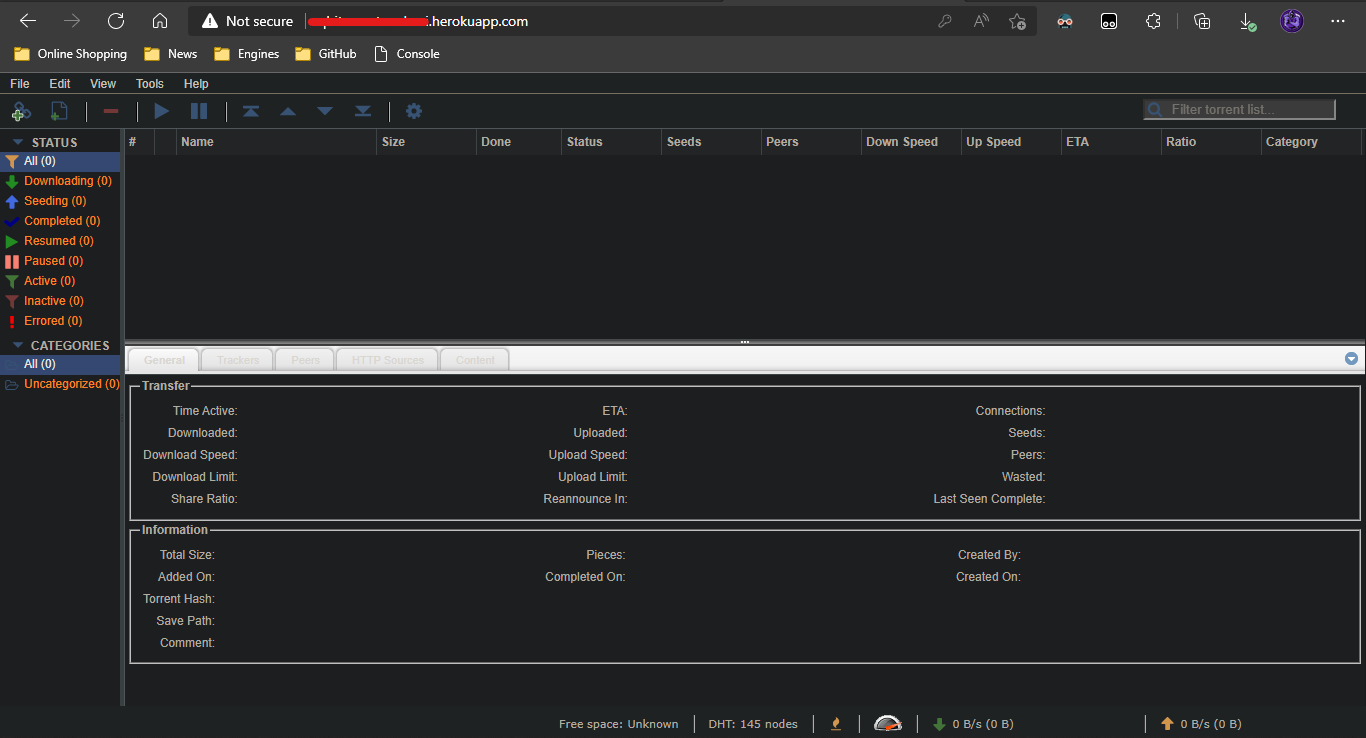 Not secure .herokuapp.com
Online Shopping News Engines GitHub Console
File Edit View Tools Help
Filter torrent list...
STATUS
All (0)
Downloading (0)
Seeding (0)
Completed (0)
Resumed (0)
Paused (0)
Active (0)
Inactive (0)
Errored (0)
CATEGORIES
All (0)
Uncategorized (0)
# Name Size Done Status Seeds Peers Down Speed Up Speed ETA Ratio Category
General Trackers Peers HTTP Sources Content
Transfer
Time Active: ETA: Connections:
Downloaded: Uploaded: Seeds:
Download Speed: Upload Speed: Peers:
Download Limit: Upload Limit: Wasted:
Share Ratio: Reannounce In: Last Seen Complete:
Information
Total Size: Pieces: Created By:
Added On: Completed On: Created On:
Torrent Hash:
Save Path:
Comment:
Free space: Unknown DHT: 145 nodes 0 B/s (0 B) 0 B/s (0 B)